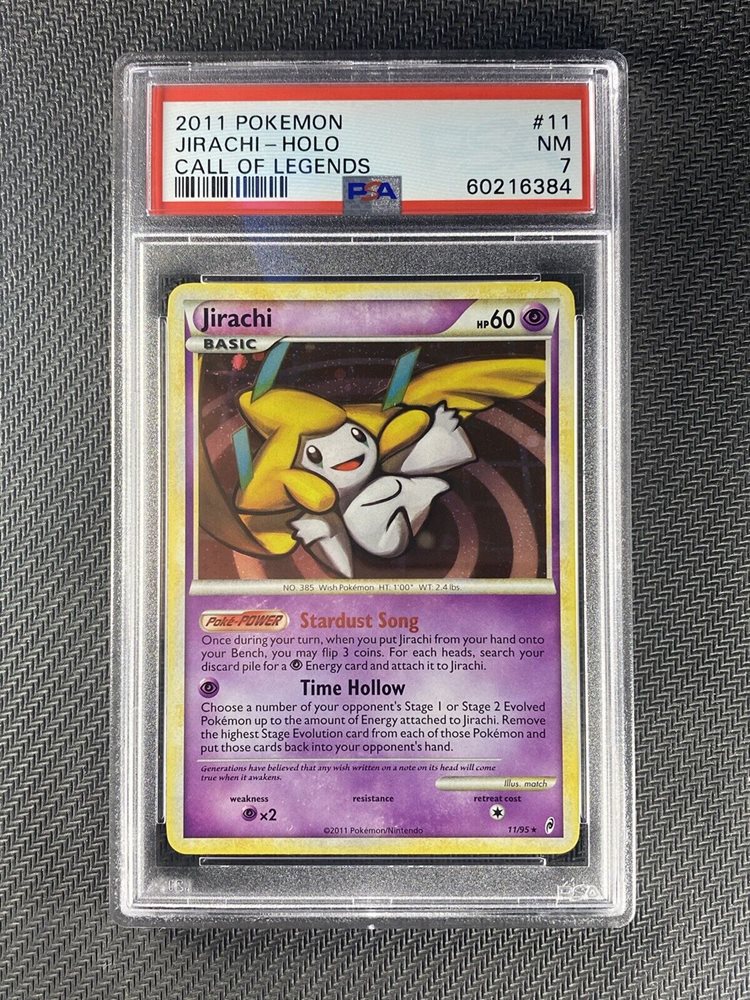 2011 POKEMON #11
JIRACHI - HOLO NM
CALL OF LEGENDS 7
PSA 60216384
Jirachi HP 60
BASIC
NO. 385 Wish Pokémon HT: 1'00" WT: 2.4 lbs.
Poké-POWER Stardust Song
Once during your turn, when you put Jirachi from your hand onto
your Bench, you may flip 3 coins. For each heads, search your
discard pile for a Energy card and attach it to Jirachi.
Time Hollow
Choose a number of your opponent's Stage 1 or Stage 2 Evolved
Pokémon up to the amount of Energy attached to Jirachi. Remove
the highest Stage Evolution card from each of those Pokémon and
put those cards back into your opponent's hand.
Generations have believed that any wish written on a note on its head will come
true when it awakens.
Illus. match
weakness resistance retreat cost
×2
©2011 Pokémon/Nintendo 11/95 ★